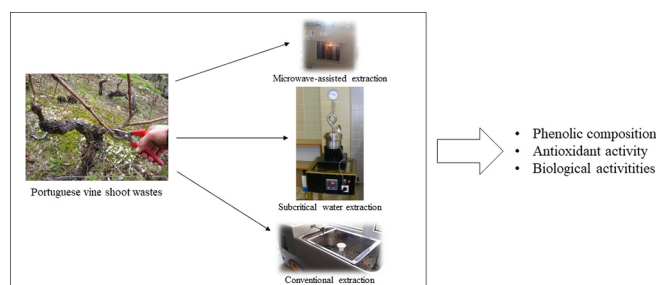 Microwave-assisted extraction
Portuguese vine shoot wastes
Subcritical water extraction
Conventional extraction
• Phenolic composition
• Antioxidant activity
• Biological activitities